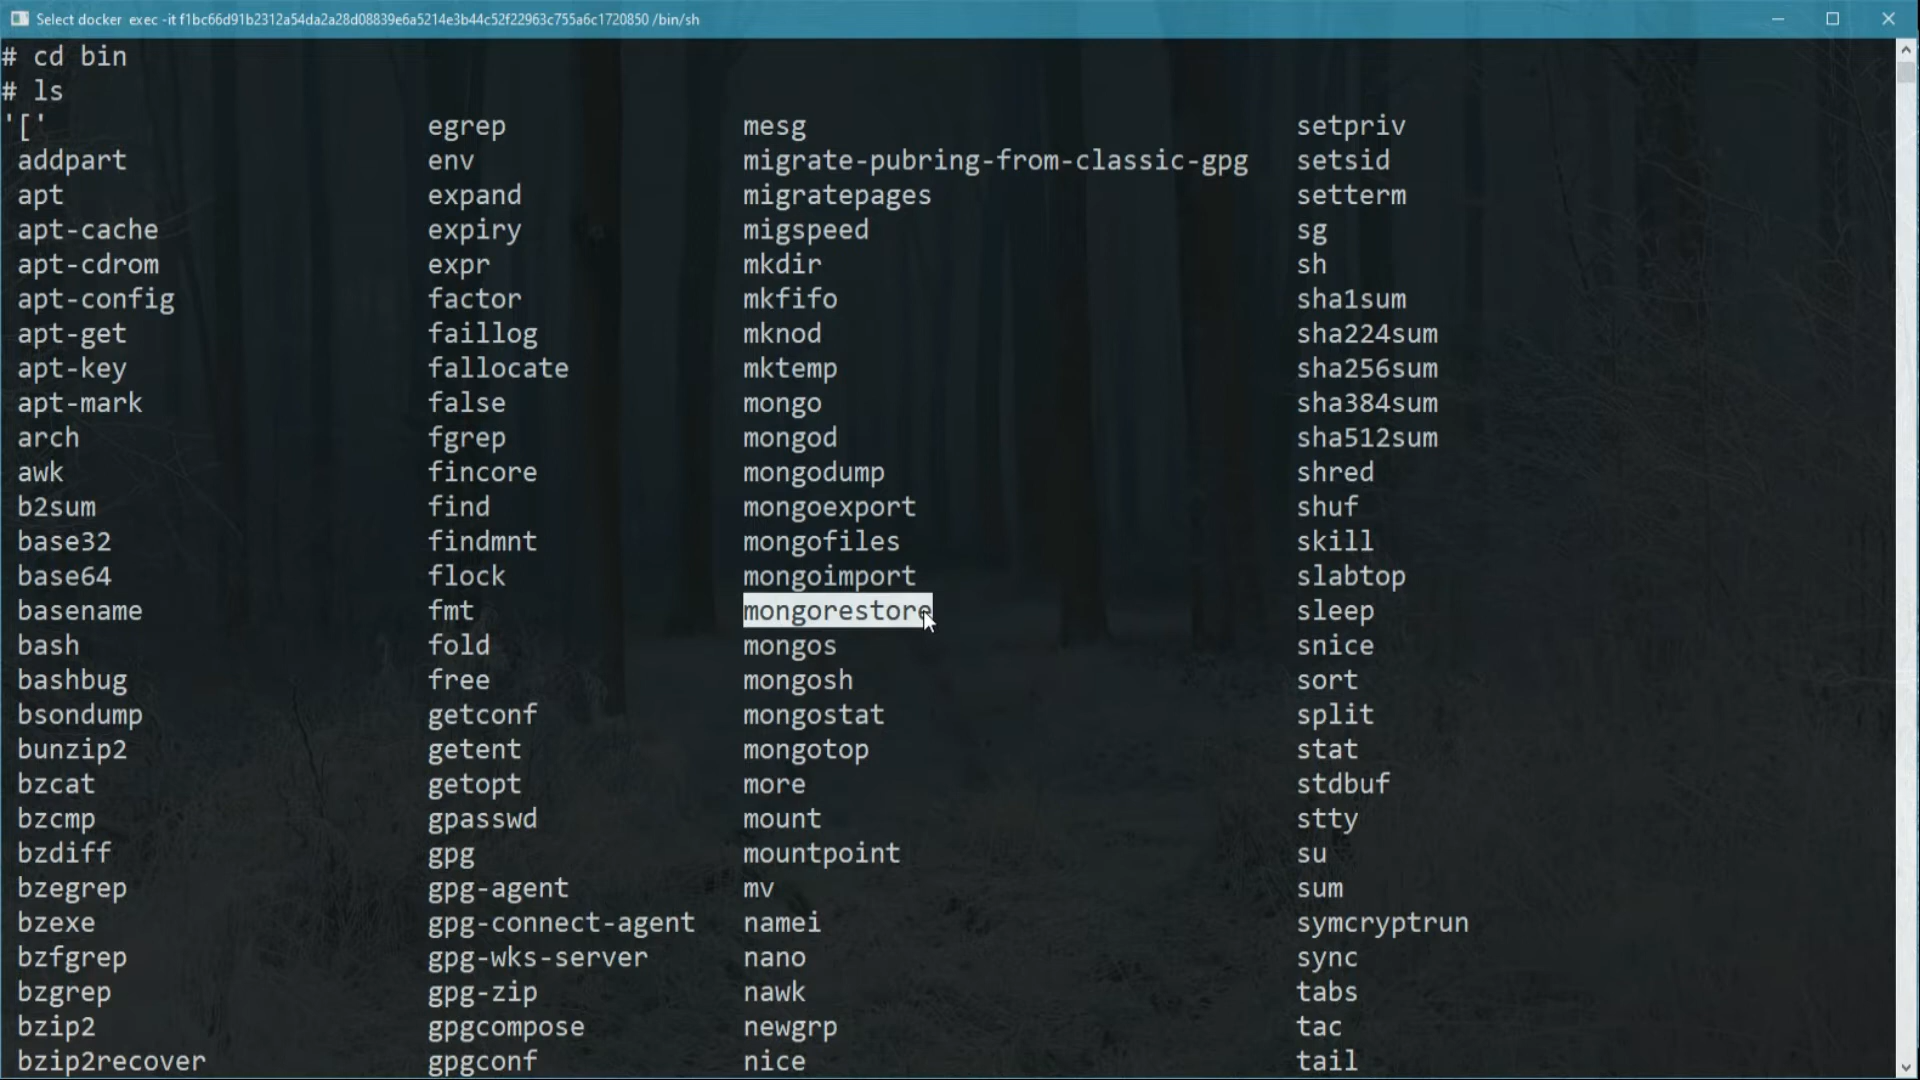 Select docker exec -it f1bc66d91b2312a54da2a28d08839e6a5214e3b44c52f22963c755a6c1720850 /bin/sh
# cd bin
# ls
'[' egrep mesg setpriv
addpart env migrate-pubring-from-classic-gpg setsid
apt expand migratepages setterm
apt-cache expiry migspeed sg
apt-cdrom expr mkdir sh
apt-config factor mkfifo sha1sum
apt-get faillog mknod sha224sum
apt-key fallocate mktemp sha256sum
apt-mark false mongo sha384sum
arch fgrep mongod sha512sum
awk fincore mongodump shred
b2sum find mongoexport shuf
base32 findmnt mongofiles skill
base64 flock mongoimport slabtop
basename fmt mongorestore sleep
bash fold mongos snice
bashbug free mongosh sort
bsondump getconf mongostat split
bunzip2 getent mongotop stat
bzcat getopt more stdbuf
bzcmp gpasswd mount stty
bzdiff gpg mountpoint su
bzegrep gpg-agent mv sum
bzexe gpg-connect-agent namei symcryptrun
bzfgrep gpg-wks-server nano sync
bzgrep gpg-zip nawk tabs
bzip2 gpgcompose newgrp tac
bzip2recover gpgconf nice tail